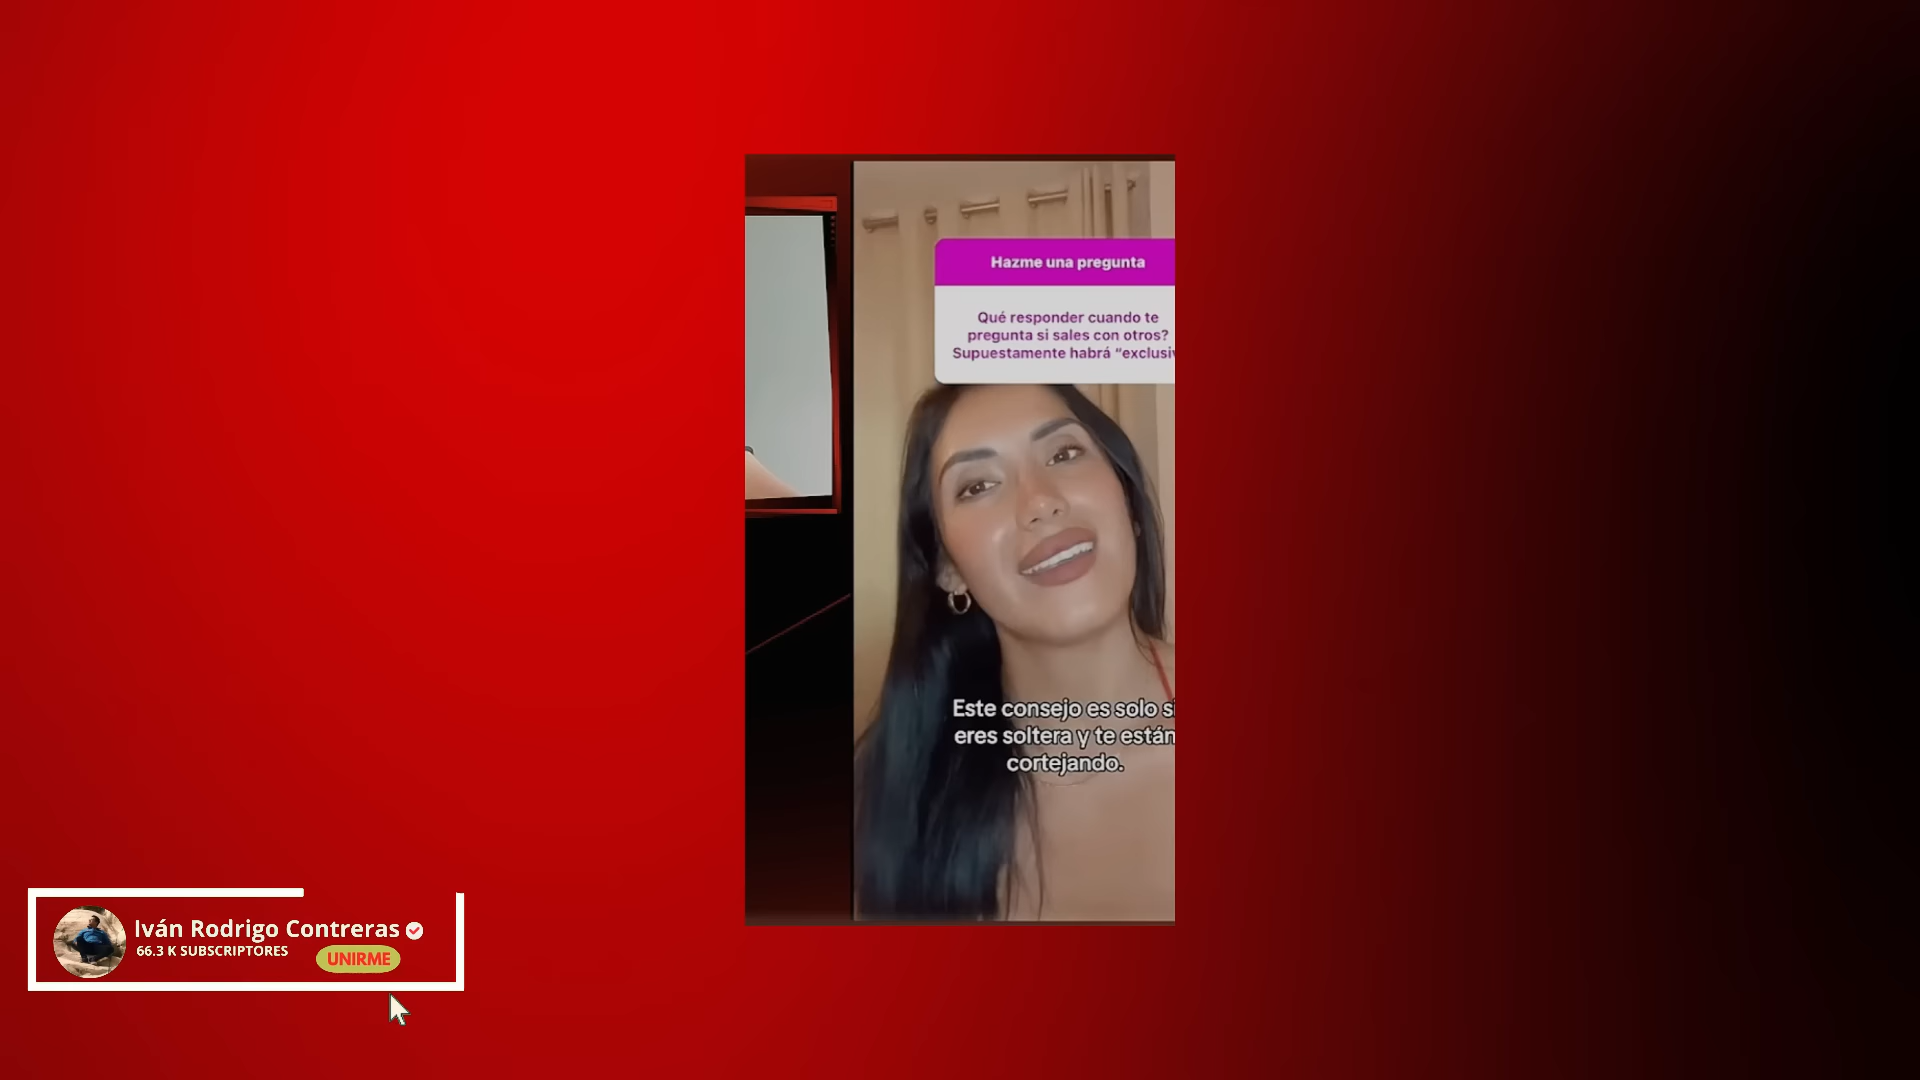 Hazme una pregunta
Qué responder cuando te
pregunta si sales con otros?
Supuestamente habrá “exclusiv
Este consejo es solo si
eres soltera y te están
cortejando.
Iván Rodrigo Contreras
66.3 K SUBSCRIPTORES
UNIRME